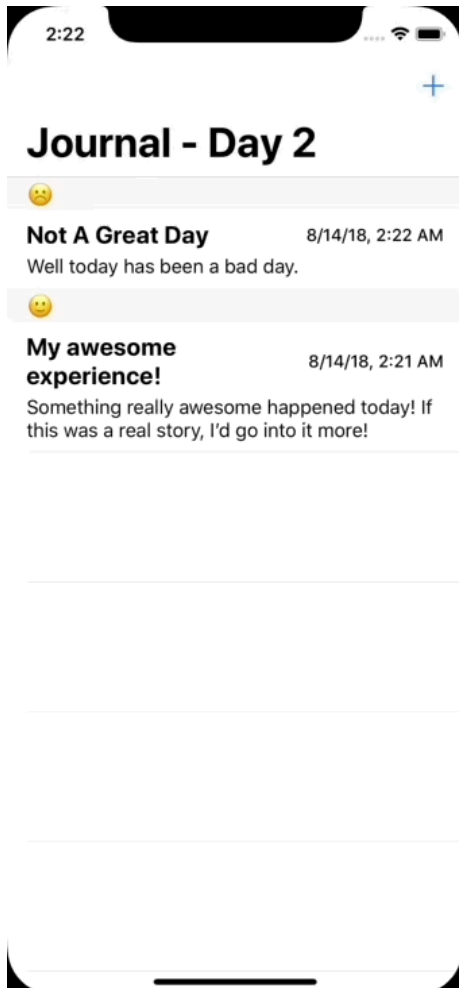 2:22
Journal - Day 2
☹️
Not A Great Day 8/14/18, 2:22 AM
Well today has been a bad day.
🙂
My awesome
experience! 8/14/18, 2:21 AM
Something really awesome happened today! If
this was a real story, I'd go into it more!